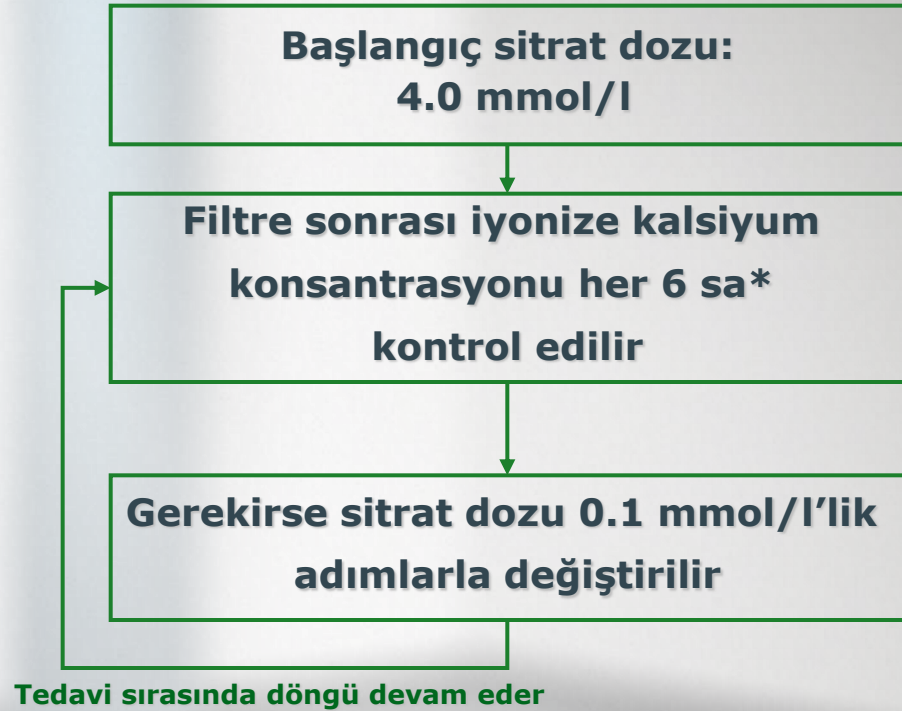 Başlangıç sitrat dozu:
4.0 mmol/l
Filtre sonrası iyonize kalsiyum
konsantrasyonu her 6 sa*
kontrol edilir
Gerekirse sitrat dozu 0.1 mmol/l’lik
adımlarla değiştirilir
Tedavi sırasında döngü devam eder